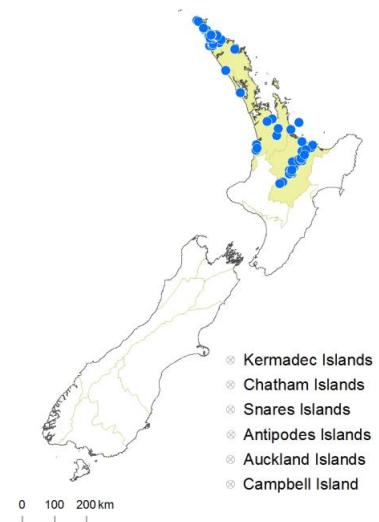 Kermadec Islands
Chatham Islands
Snares Islands
Antipodes Islands
Auckland Islands
Campbell Island
0 100 200 km